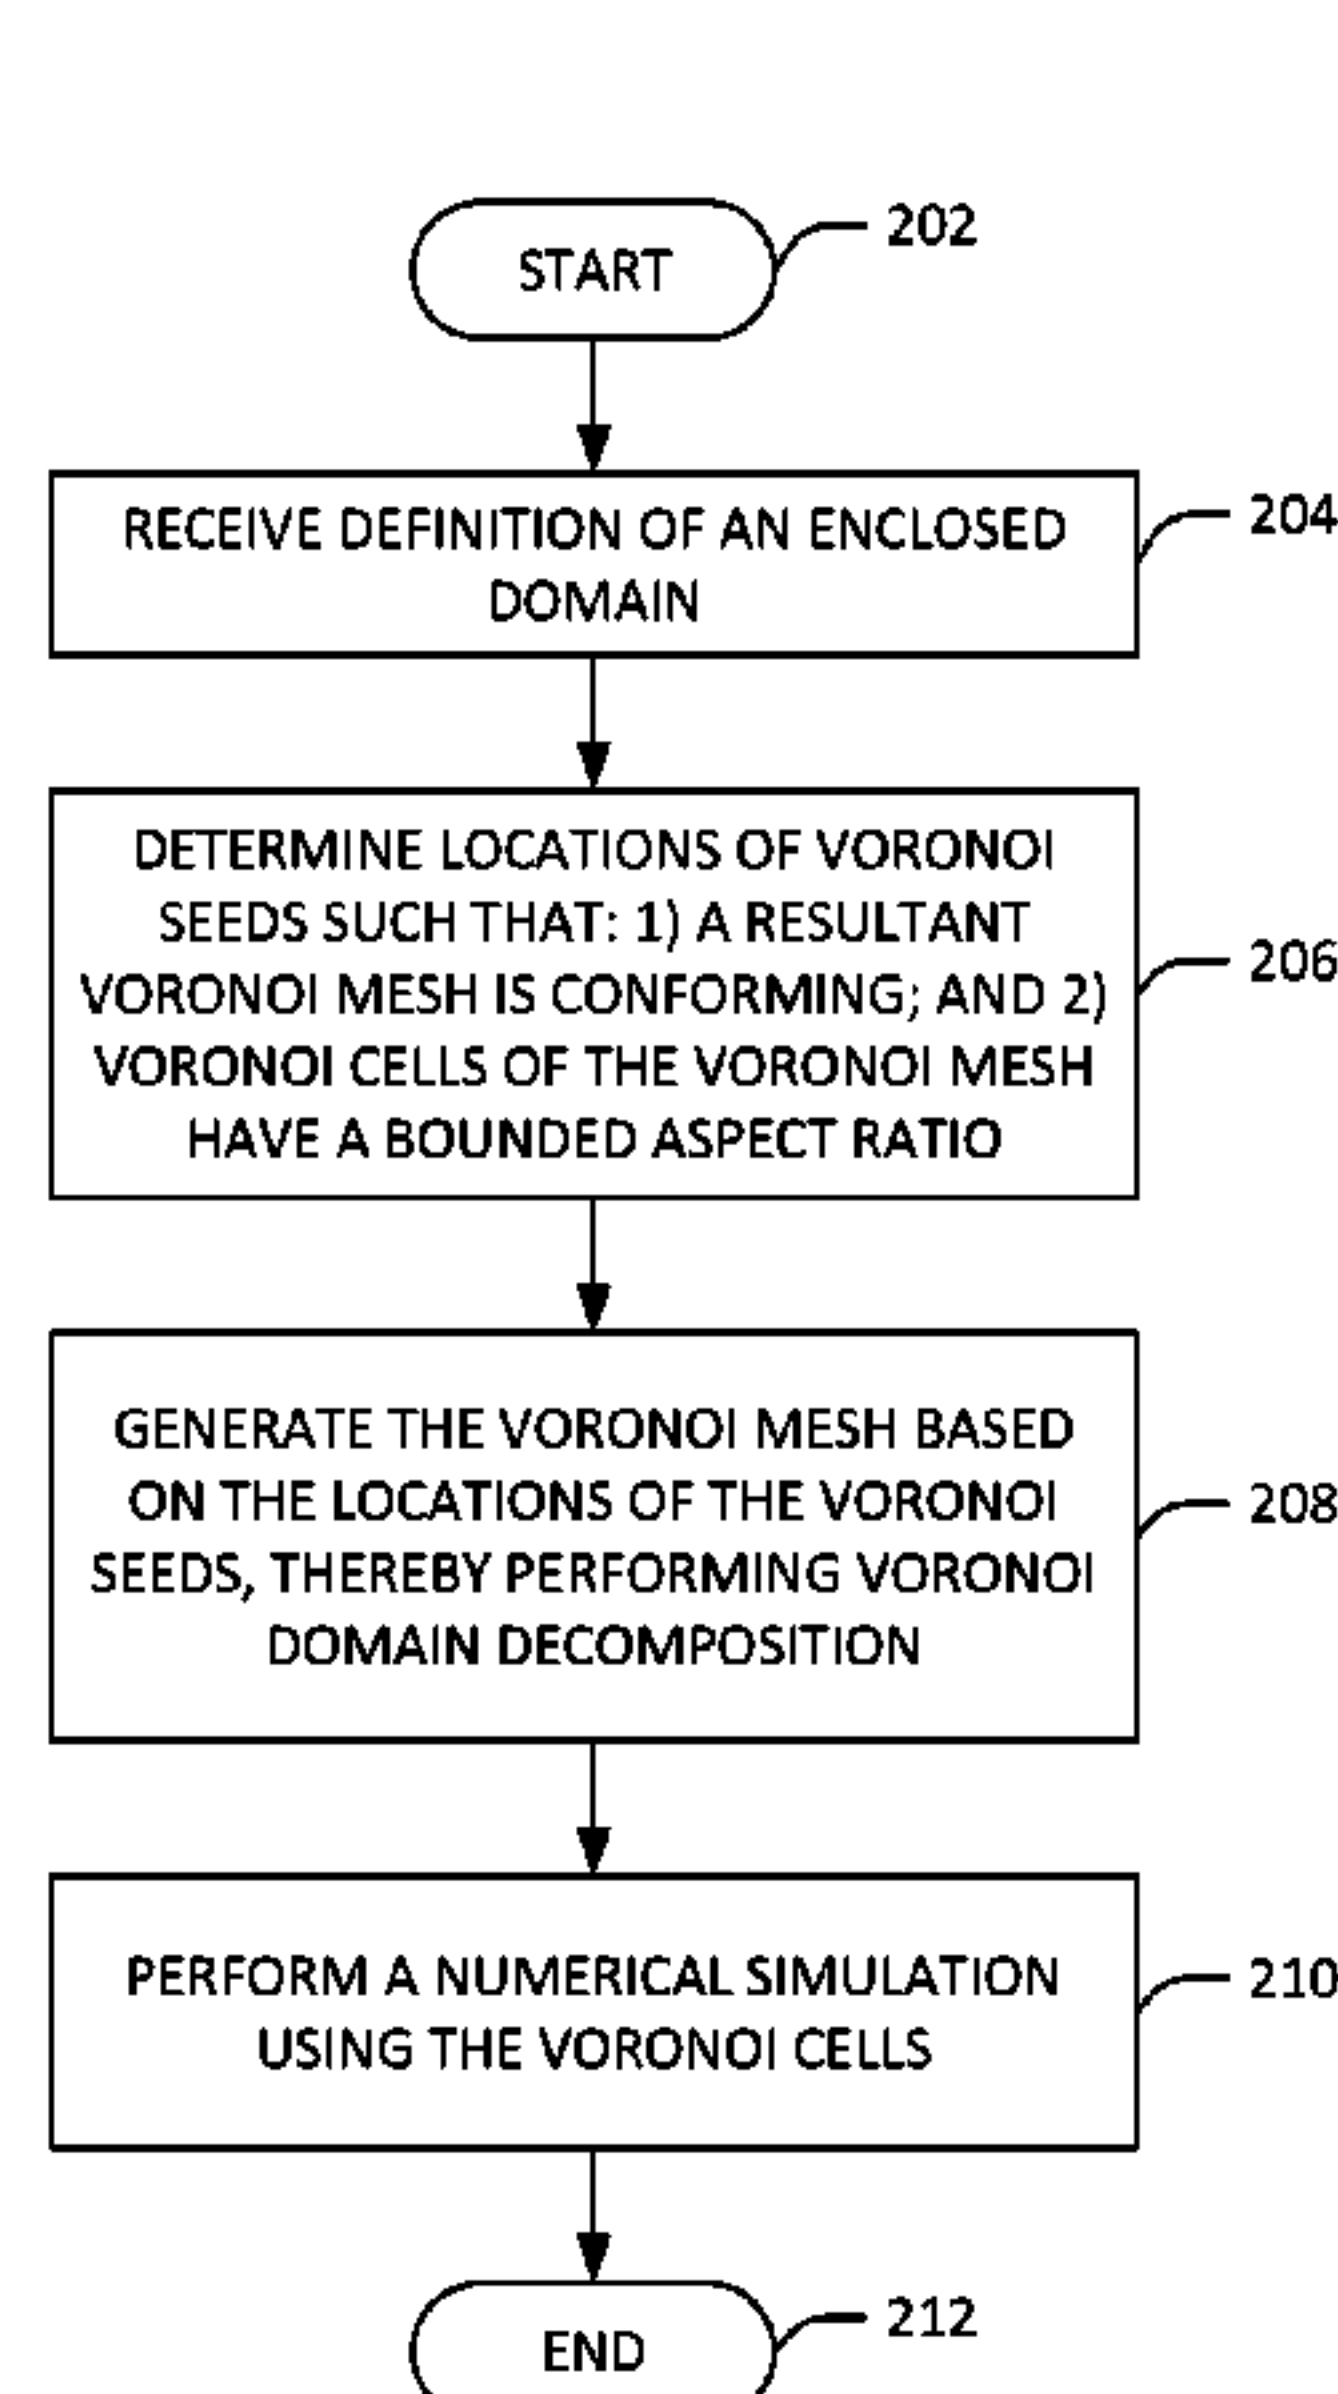 START
202
RECEIVE DEFINITION OF AN ENCLOSED
DOMAIN
204
DETERMINE LOCATIONS OF VORONOI
SEEDS SUCH THAT: 1) A RESULTANT
VORONOI MESH IS CONFORMING; AND 2)
VORONOI CELLS OF THE VORONOI MESH
HAVE A BOUNDED ASPECT RATIO
206
GENERATE THE VORONOI MESH BASED
ON THE LOCATIONS OF THE VORONOI
SEEDS, THEREBY PERFORMING VORONOI
DOMAIN DECOMPOSITION
208
PERFORM A NUMERICAL SIMULATION
USING THE VORONOI CELLS
210
END
212